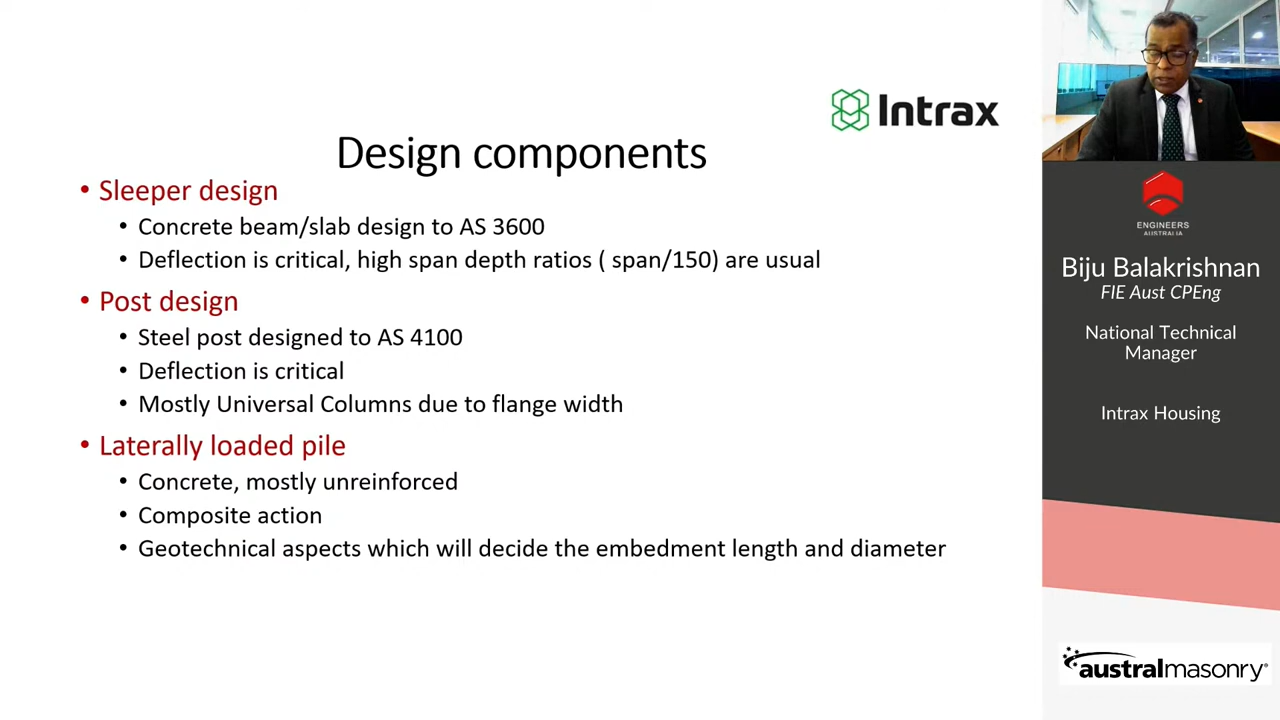 Intrax
Design components
• Sleeper design
• Concrete beam/slab design to AS 3600
• Deflection is critical, high span depth ratios ( span/150) are usual
• Post design
• Steel post designed to AS 4100
• Deflection is critical
• Mostly Universal Columns due to flange width
• Laterally loaded pile
• Concrete, mostly unreinforced
• Composite action
• Geotechnical aspects which will decide the embedment length and diameter
ENGINEERS
AUSTRALIA
Biju Balakrishnan
FIE Aust CPEng
National Technical
Manager
Intrax Housing
australmasonry®